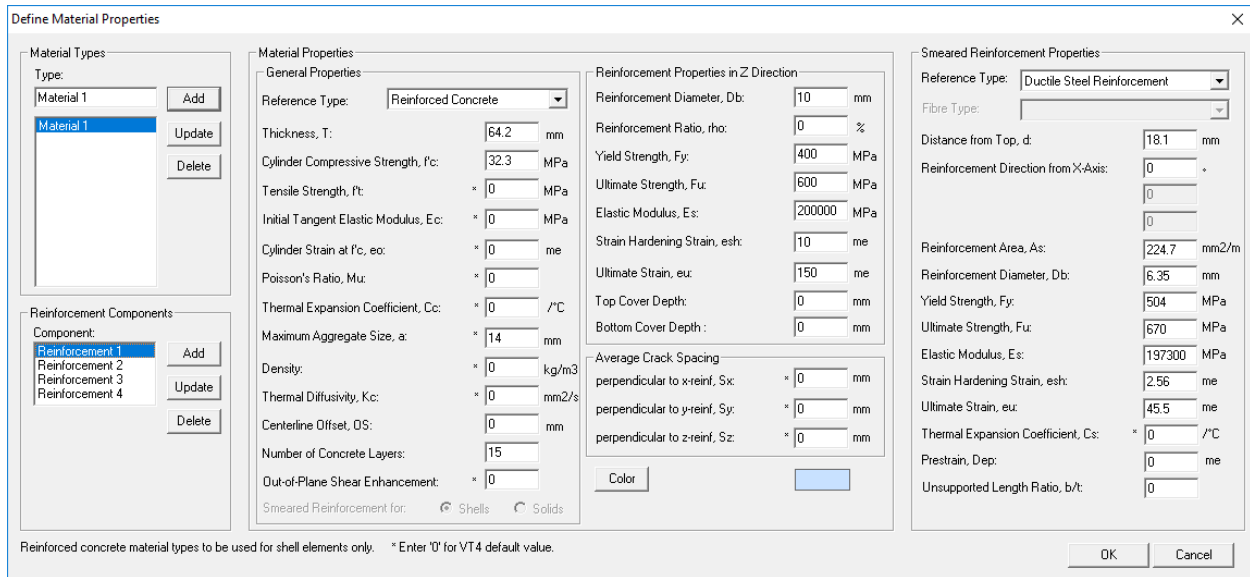 Define Material Properties
Material Types
Type:
Material 1
Add
Material 1
Update
Delete
Reinforcement Components
Component:
Reinforcement 1
Reinforcement 2
Reinforcement 3
Reinforcement 4
Add
Update
Delete
Material Properties
General Properties
Reference Type: Reinforced Concrete
Thickness, T: 64.2 mm
Cylinder Compressive Strength, f'c: 32.3 MPa
Tensile Strength, f't: * 0 MPa
Initial Tangent Elastic Modulus, Ec: * 0 MPa
Cylinder Strain at f'c, eo: * 0 me
Poisson's Ratio, Mu: * 0
Thermal Expansion Coefficient, Cc: * 0 /°C
Maximum Aggregate Size, a: * 14 mm
Density: * 0 kg/m3
Thermal Diffusivity, Kc: * 0 mm2/s
Centerline Offset, OS: 0 mm
Number of Concrete Layers: 15
Out-of-Plane Shear Enhancement: * 0
Smeared Reinforcement for: Shells Solids
Reinforcement Properties in Z Direction
Reinforcement Diameter, Db: 10 mm
Reinforcement Ratio, rho: 0 %
Yield Strength, Fy: 400 MPa
Ultimate Strength, Fu: 600 MPa
Elastic Modulus, Es: 200000 MPa
Strain Hardening Strain, esh: 10 me
Ultimate Strain, eu: 150 me
Top Cover Depth: 0 mm
Bottom Cover Depth : 0 mm
Average Crack Spacing
perpendicular to x-reinf, Sx: * 0 mm
perpendicular to y-reinf, Sy: * 0 mm
perpendicular to z-reinf, Sz: * 0 mm
Color
Smeared Reinforcement Properties
Reference Type: Ductile Steel Reinforcement
Fibre Type:
Distance from Top, d: 18.1 mm
Reinforcement Direction from X-Axis: 0 °
0
0
Reinforcement Area, As: 224.7 mm2/m
Reinforcement Diameter, Db: 6.35 mm
Yield Strength, Fy: 504 MPa
Ultimate Strength, Fu: 670 MPa
Elastic Modulus, Es: 197300 MPa
Strain Hardening Strain, esh: 2.56 me
Ultimate Strain, eu: 45.5 me
Thermal Expansion Coefficient, Cs: * 0 /°C
Prestrain, Dep: 0 me
Unsupported Length Ratio, b/t: 0
Reinforced concrete material types to be used for shell elements only. * Enter '0' for VT4 default value.
OK
Cancel